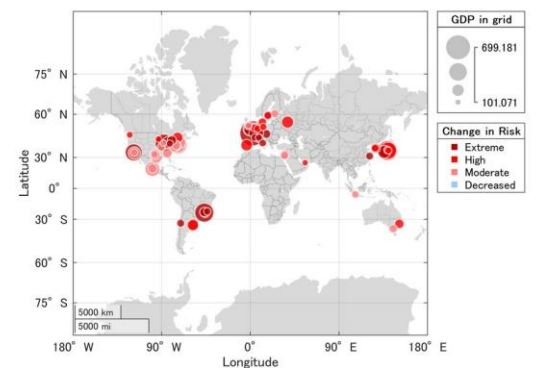 GDP in grid
699.181
101.071
Change in Risk
Extreme
High
Moderate
Decreased
Latitude
75° N
60° N
30° N
0°
30° S
60° S
75° S
5000 km
5000 mi
180° W
90° W
0°
90° E
180° E
Longitude